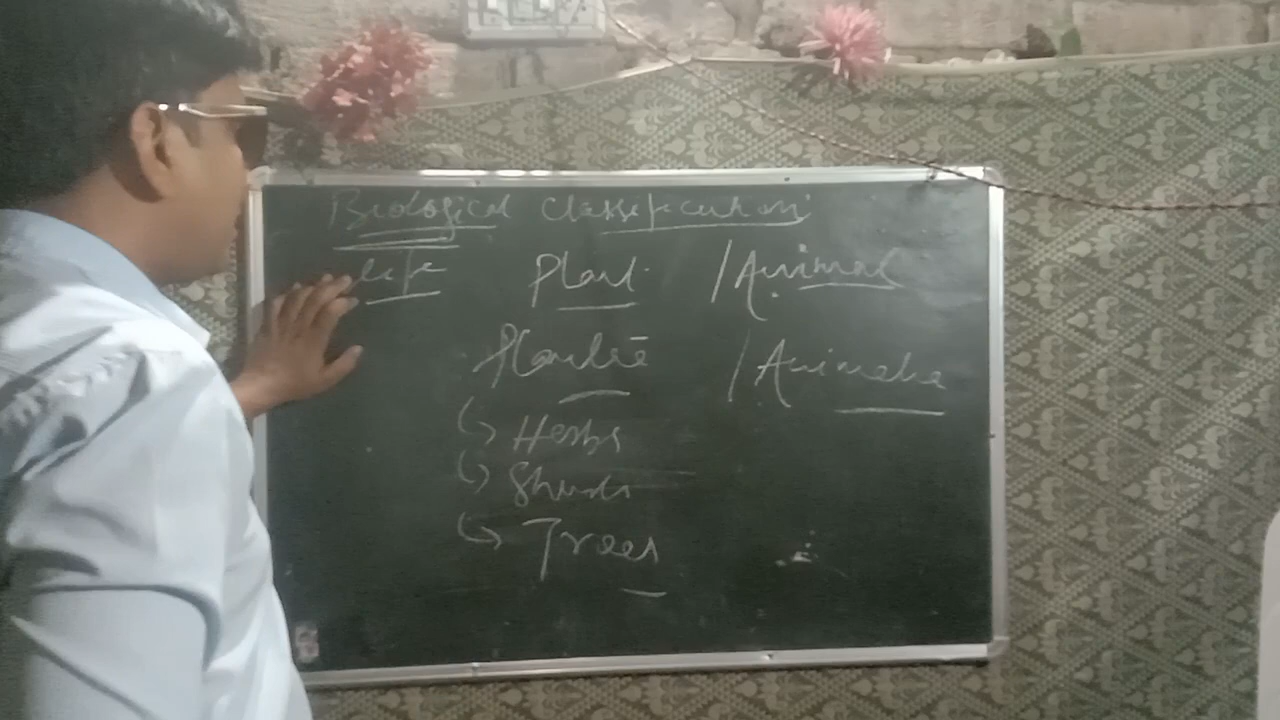 Biological Classification
life Plant / Animal
Plantae / Animalia
Herbs
Shrubs
Trees